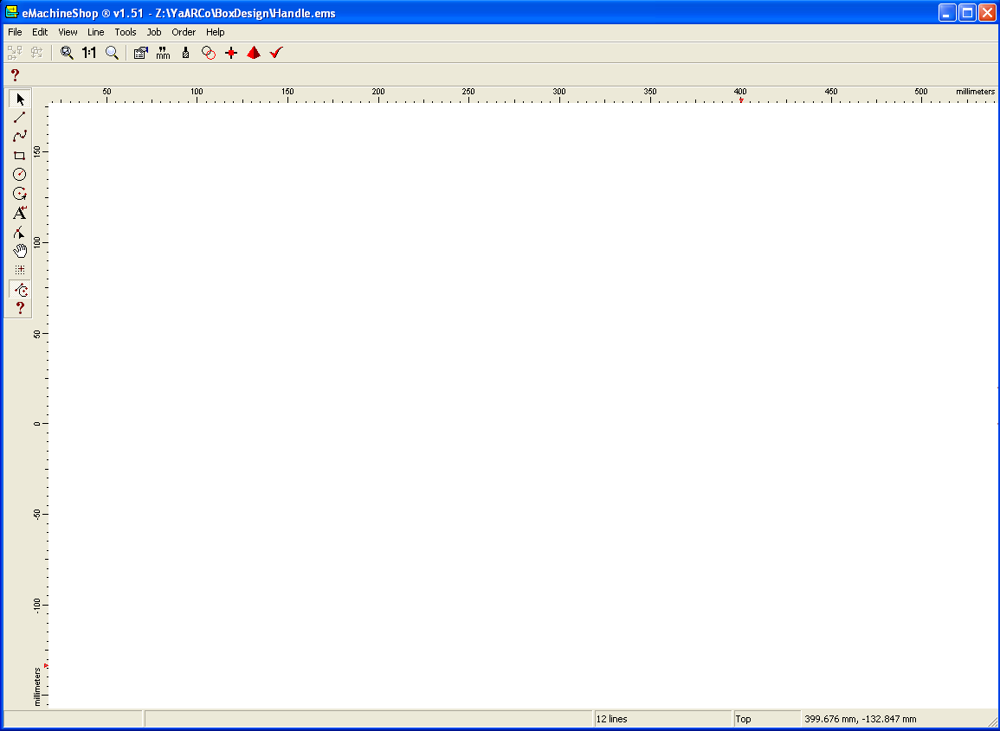 eMachineShop ® v1.51 - Z:\YaARCo\BoxDesign\Handle.ems
File Edit View Line Tools Job Order Help
1:1 " mm
?
50 100 150 200 250 300 350 400 450 500 millimeters
A
?
150
100
50
0
-50
-100
millimeters
12 lines Top 399.676 mm, -132.847 mm